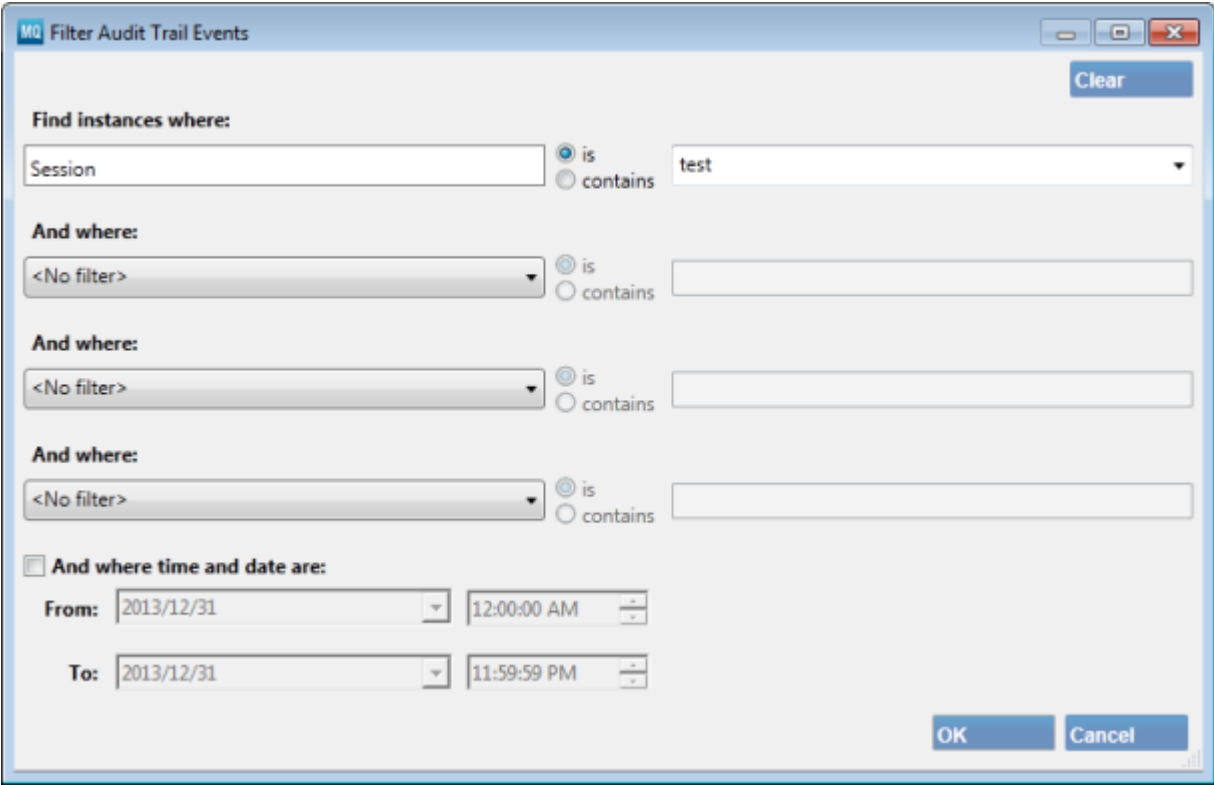 MQ Filter Audit Trail Events
Clear
Find instances where:
Session
is
contains
test
And where:
<No filter>
is
contains
And where:
<No filter>
is
contains
And where:
<No filter>
is
contains
And where time and date are:
From: 2013/12/31 12:00:00 AM
To: 2013/12/31 11:59:59 PM
OK Cancel